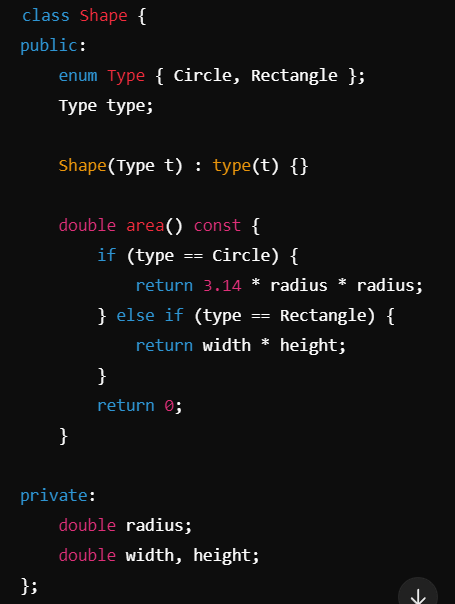 class Shape {
public:
    enum Type { Circle, Rectangle };
    Type type;

    Shape(Type t) : type(t) {}

    double area() const {
        if (type == Circle) {
            return 3.14 * radius * radius;
        } else if (type == Rectangle) {
            return width * height;
        }
        return 0;
    }

private:
    double radius;
    double width, height;
};